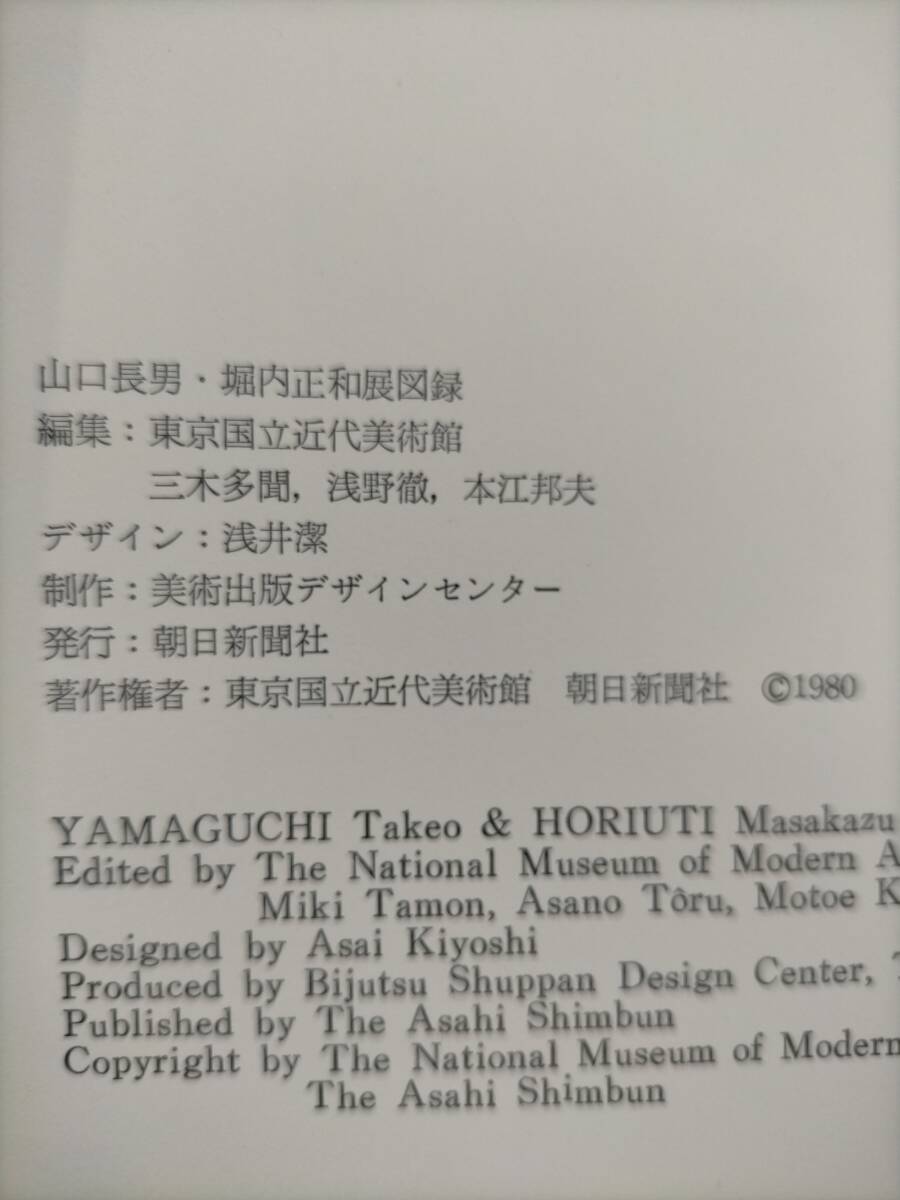 山口長男・堀内正和展図録
編集：東京国立近代美術館
三木多聞，浅野徹，本江邦夫
デザイン：浅井潔
制作：美術出版デザインセンター
発行：朝日新聞社
著作権者：東京国立近代美術館　朝日新聞社　©1980
YAMAGUCHI Takeo & HORIUTI Masakazu
Edited by The National Museum of Modern A
Miki Tamon, Asano Tôru, Motoe K
Designed by Asai Kiyoshi
Produced by Bijutsu Shuppan Design Center,
Published by The Asahi Shimbun
Copyright by The National Museum of Modern
The Asahi Shimbun